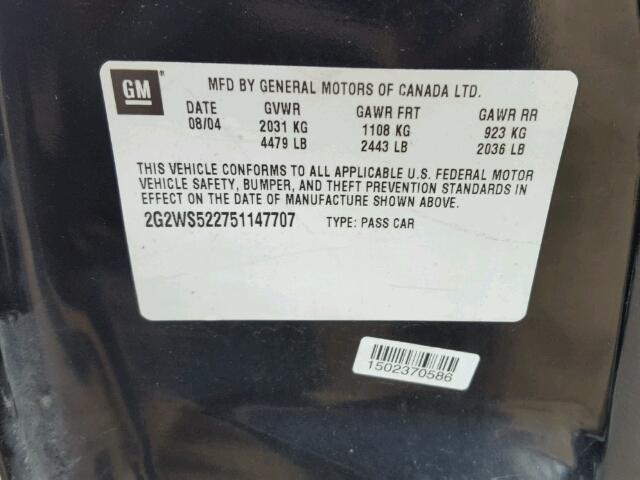 GM ®
MFD BY GENERAL MOTORS OF CANADA LTD.
DATE GVWR GAWR FRT GAWR RR
08/04 2031 KG 1108 KG 923 KG
4479 LB 2443 LB 2036 LB
THIS VEHICLE CONFORMS TO ALL APPLICABLE U.S. FEDERAL MOTOR
VEHICLE SAFETY, BUMPER, AND THEFT PREVENTION STANDARDS IN
EFFECT ON THE DATE OF MANUFACTURE SHOWN ABOVE.
2G2WS522751147707 TYPE: PASS CAR
1502370586